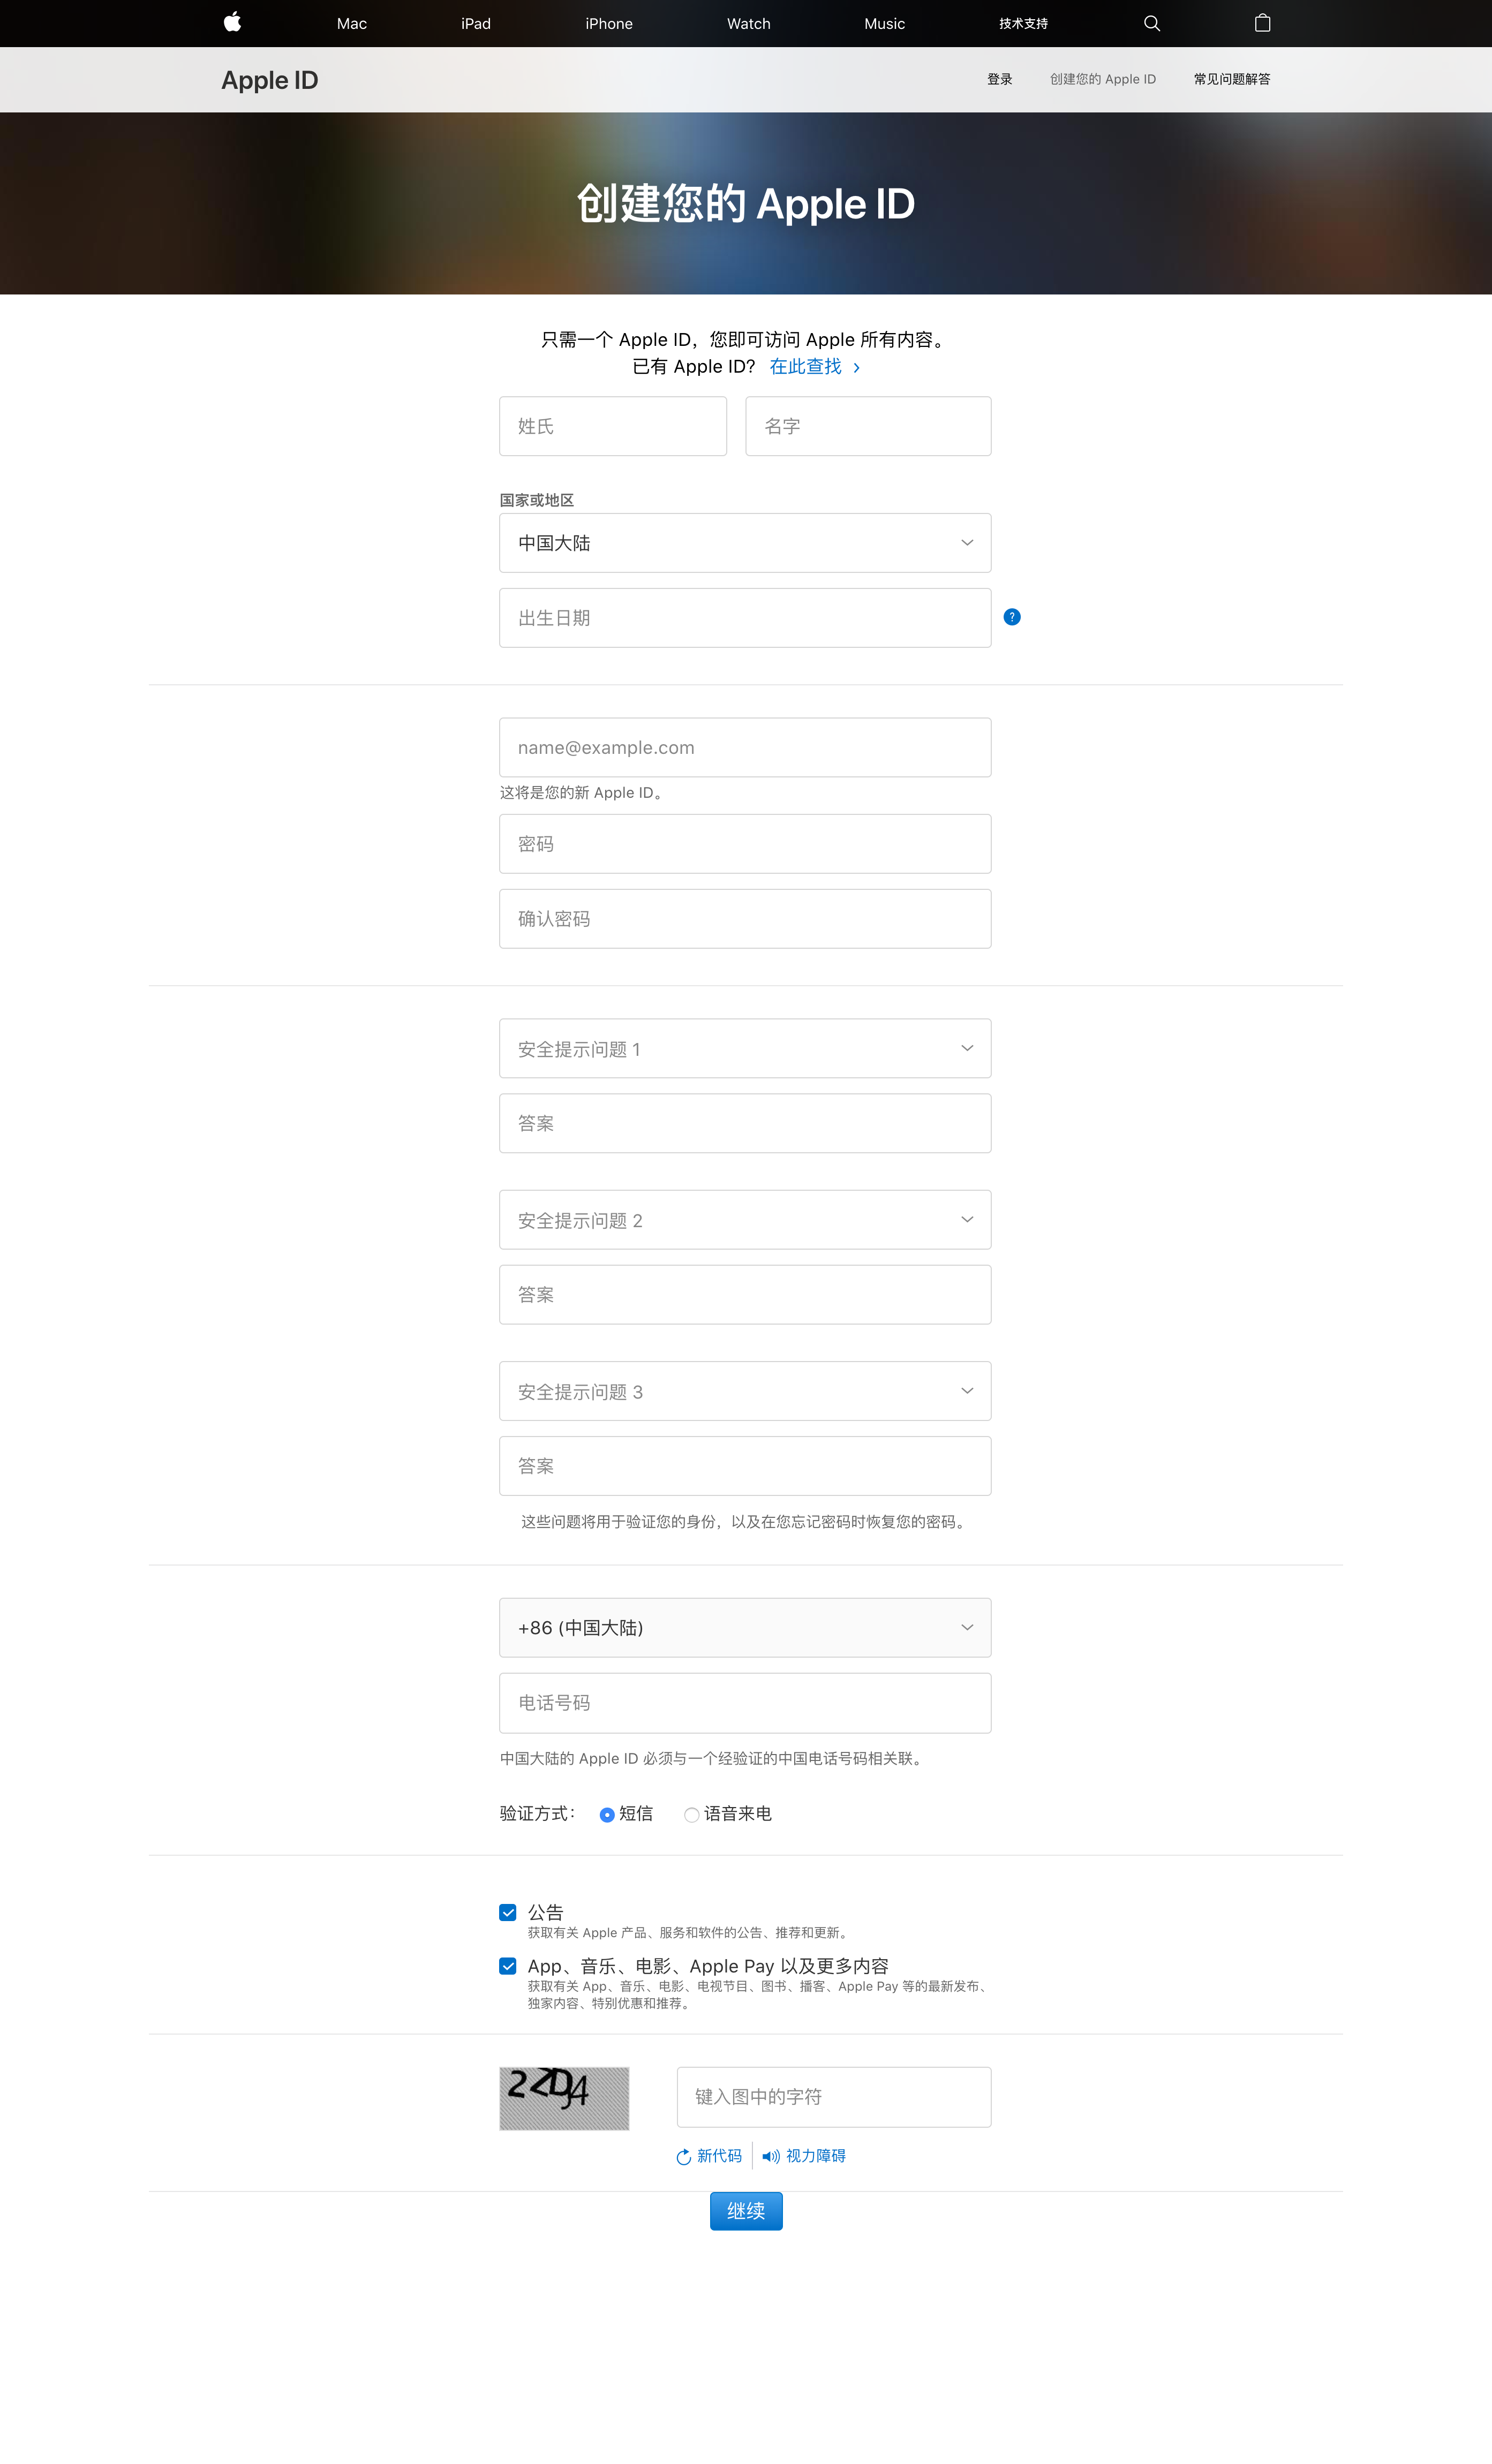 Mac iPad iPhone Watch Music 技术支持
Apple ID 登录 创建您的 Apple ID 常见问题解答
创建您的 Apple ID
只需一个 Apple ID，您即可访问 Apple 所有内容。
已有 Apple ID？ 在此查找 ›
姓氏 名字
国家或地区
中国大陆
出生日期 ?
name@example.com
这将是您的新 Apple ID。
密码
确认密码
安全提示问题 1
答案
安全提示问题 2
答案
安全提示问题 3
答案
这些问题将用于验证您的身份，以及在您忘记密码时恢复您的密码。
+86 (中国大陆)
电话号码
中国大陆的 Apple ID 必须与一个经验证的中国电话号码相关联。
验证方式： 短信 语音来电
公告
获取有关 Apple 产品、服务和软件的公告、推荐和更新。
App、音乐、电影、Apple Pay 以及更多内容
获取有关 App、音乐、电影、电视节目、图书、播客、Apple Pay 等的最新发布、
独家内容、特别优惠和推荐。
键入图中的字符
新代码 视力障碍
继续